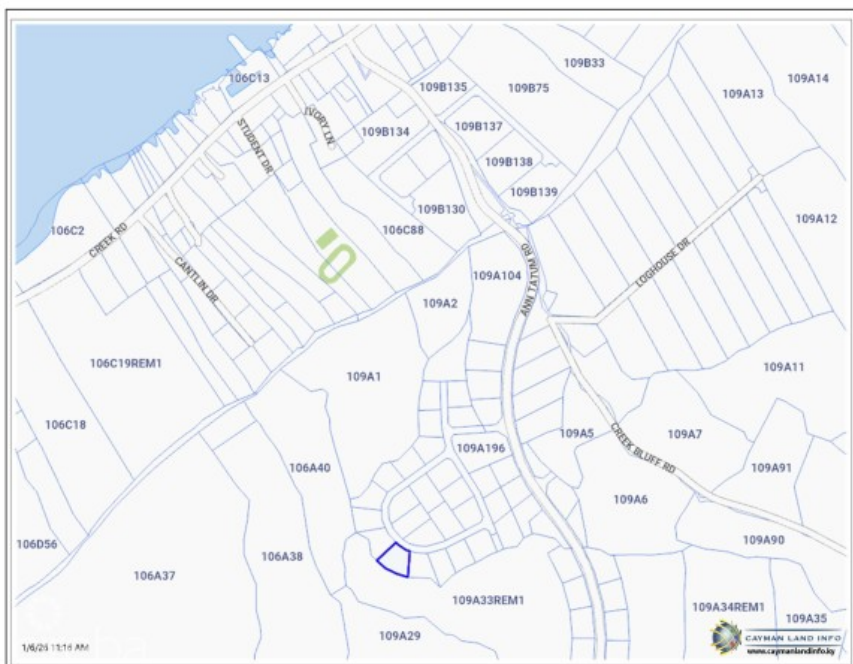 106C13
109B33
109A14
109B135
109B75
109A13
IVORY LN
STUDENT DR
109B134
109B137
109B138
109B139
109A12
106C2
CREEK RD
109B130
106C88
CANTLIN DR
109A104
ANN TATUM RD
LOGHOUSE DR
109A2
106C19REM1
109A1
109A11
106C18
109A5
109A7
106A40
109A196
CREEK BLUFF RD
109A91
109A6
106D56
106A38
109A90
106A37
109A33REM1
109A34REM1
109A35
109A29
CAYMAN LAND INFO
www.caymanlandinfo.ky
1/6/26 11:16 AM